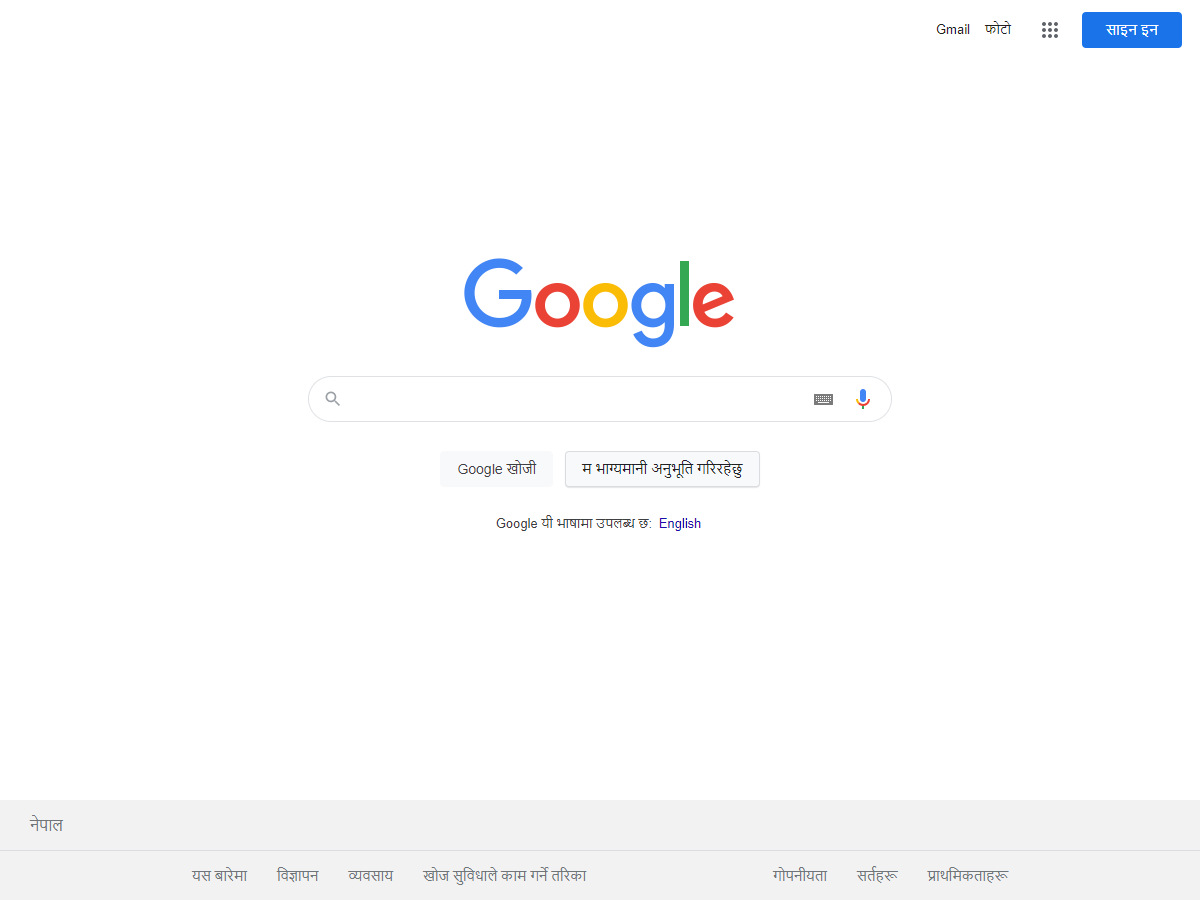 Gmail फोटो साइन इन
Google
Google खोजी म भाग्यमानी अनुभूति गरिरहेछु
Google यी भाषामा उपलब्ध छ: English
नेपाल
यस बारेमा विज्ञापन व्यवसाय खोज सुविधाले काम गर्ने तरिका गोपनीयता सर्तहरू प्राथमिकताहरू